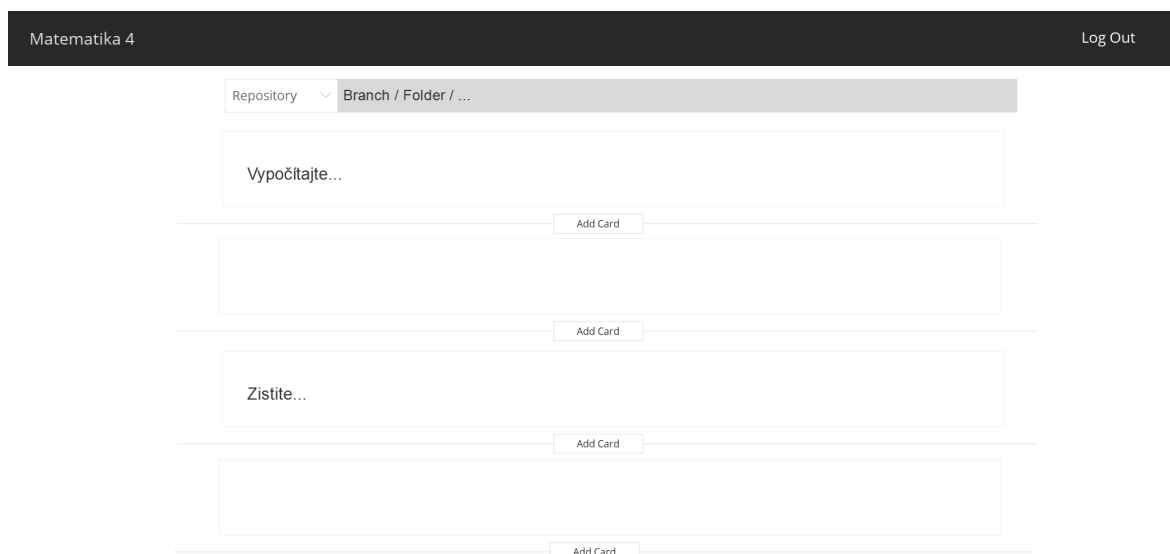 Matematika 4 Log Out
Repository Branch / Folder / ...
Vypočítajte...
Add Card
Add Card
Zistite...
Add Card
Add Card